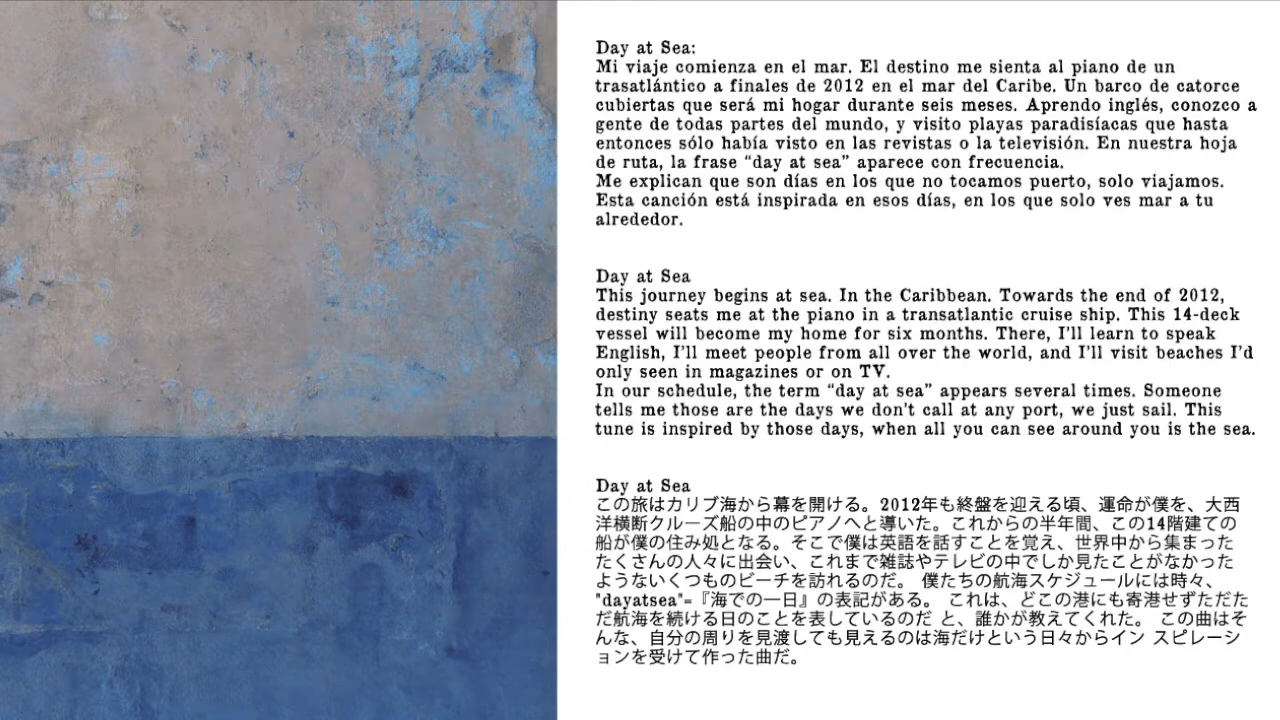 Day at Sea:
Mi viaje comienza en el mar. El destino me sienta al piano de un
trasatlántico a finales de 2012 en el mar del Caribe. Un barco de catorce
cubiertas que será mi hogar durante seis meses. Aprendo inglés, conozco a
gente de todas partes del mundo, y visito playas paradisíacas que hasta
entonces sólo había visto en las revistas o la televisión. En nuestra hoja
de ruta, la frase “day at sea” aparece con frecuencia.
Me explican que son días en los que no tocamos puerto, solo viajamos.
Esta canción está inspirada en esos días, en los que solo ves mar a tu
alrededor.
Day at Sea
This journey begins at sea. In the Caribbean. Towards the end of 2012,
destiny seats me at the piano in a transatlantic cruise ship. This 14-deck
vessel will become my home for six months. There, I’ll learn to speak
English, I’ll meet people from all over the world, and I’ll visit beaches I’d
only seen in magazines or on TV.
In our schedule, the term “day at sea” appears several times. Someone
tells me those are the days we don’t call at any port, we just sail. This
tune is inspired by those days, when all you can see around you is the sea.
Day at Sea
この旅はカリブ海から幕を開ける。2012年も終盤を迎える頃、運命が僕を、大西
洋横断クルーズ船の中のピアノへと導いた。これからの半年間、この14階建ての
船が僕の住み処となる。そこで僕は英語を話すことを覚え、世界中から集まった
たくさんの人々に出会い、これまで雑誌やテレビの中でしか見たことがなかった
ようないくつものビーチを訪れるのだ。 僕たちの航海スケジュールには時々、
"dayatsea"=『海での一日』の表記がある。 これは、どこの港にも寄港せずただた
だ航海を続ける日のことを表しているのだ と、誰かが教えてくれた。 この曲はそ
んな、自分の周りを見渡しても見えるのは海だけという日々からイン スピレーシ
ョンを受けて作った曲だ。